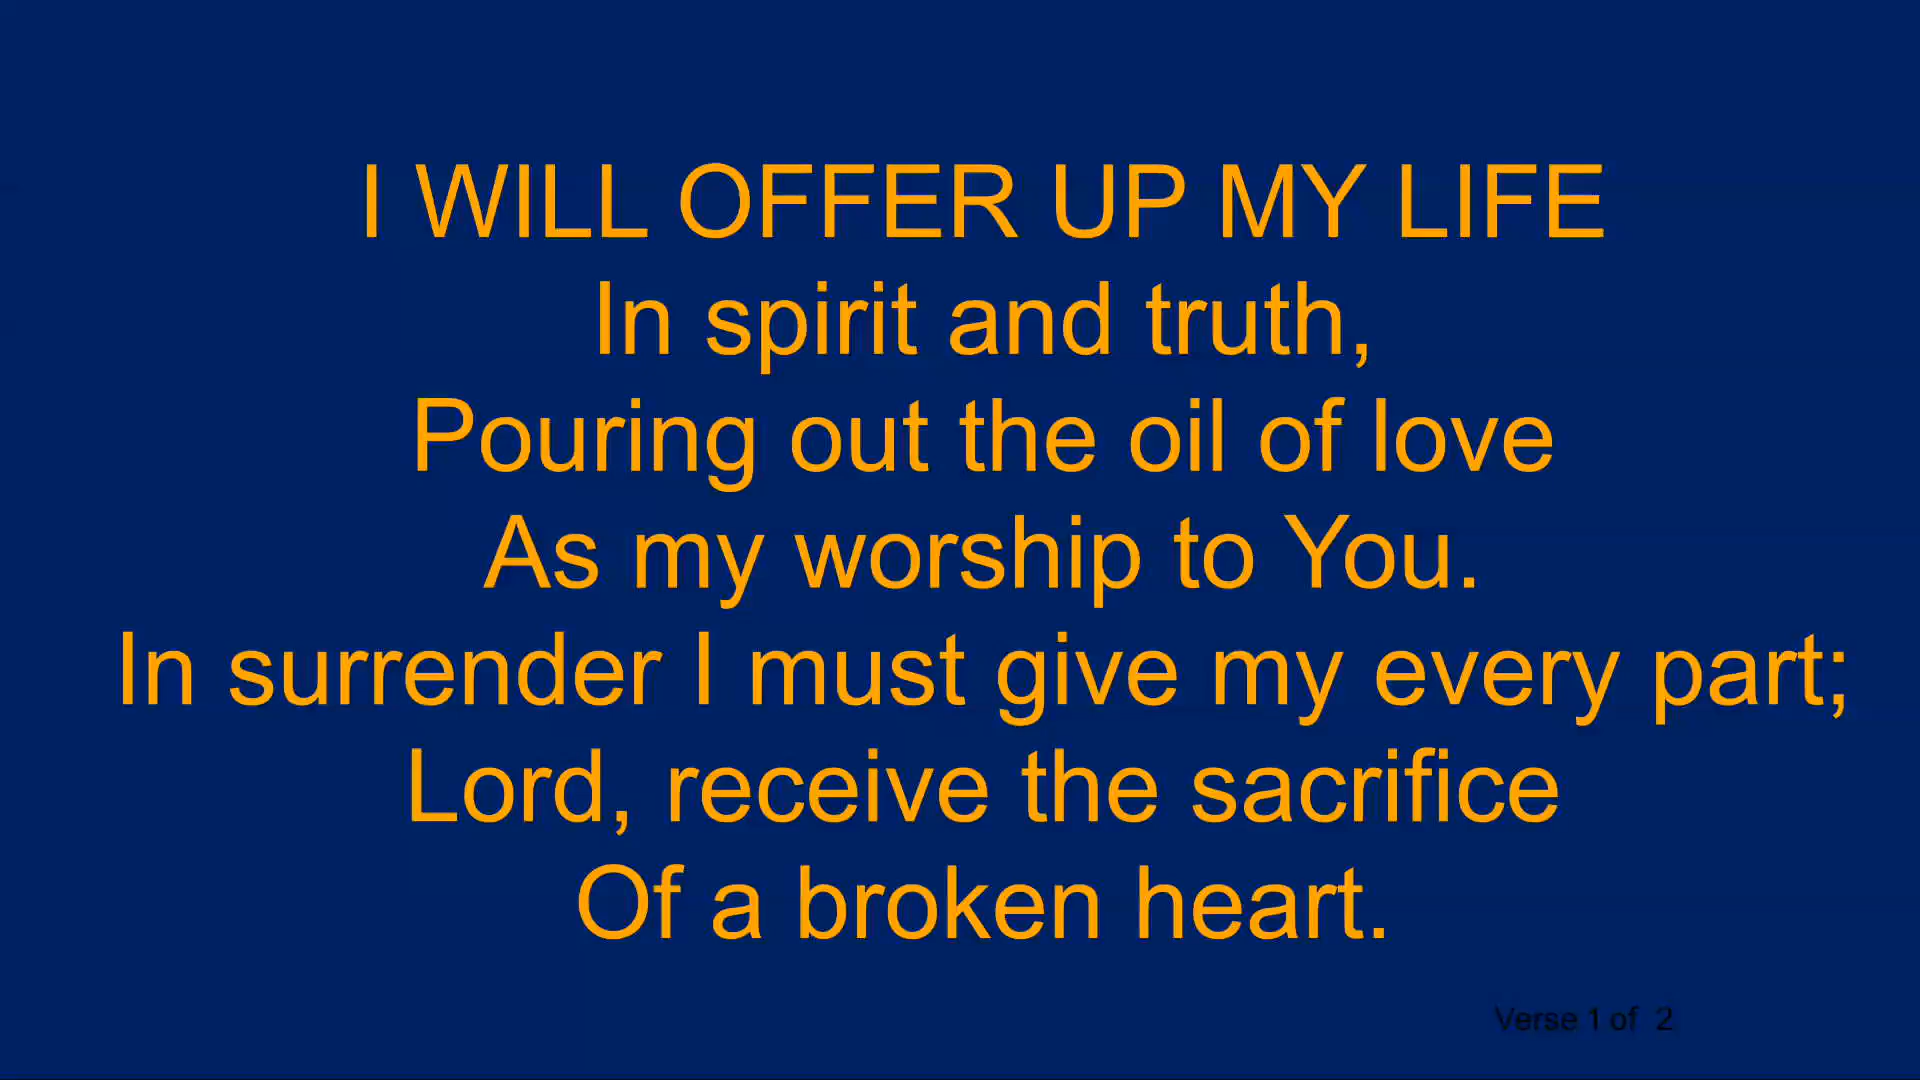 I WILL OFFER UP MY LIFE
In spirit and truth,
Pouring out the oil of love
As my worship to You.
In surrender I must give my every part;
Lord, receive the sacrifice
Of a broken heart.
Verse 1 of 2